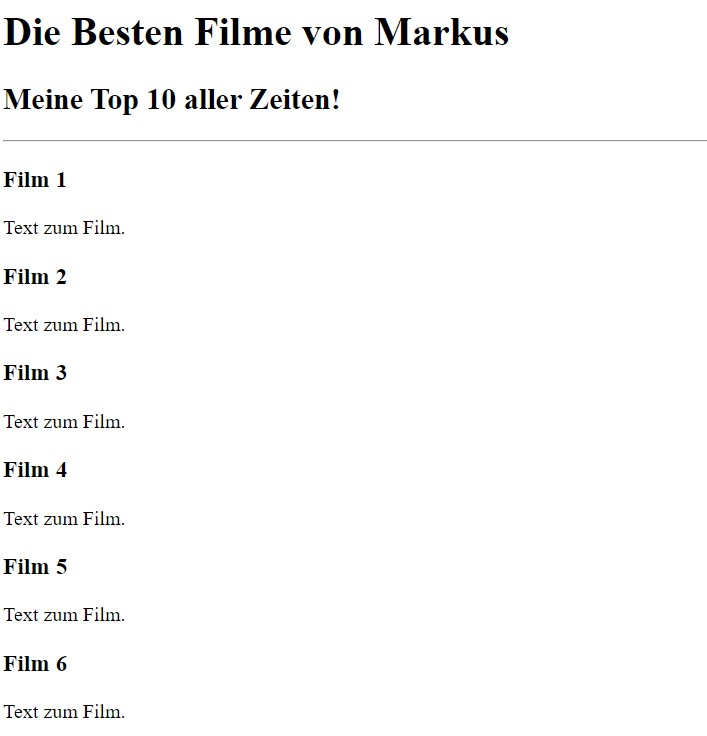 Die Besten Filme von Markus
Meine Top 10 aller Zeiten!
Film 1
Text zum Film.
Film 2
Text zum Film.
Film 3
Text zum Film.
Film 4
Text zum Film.
Film 5
Text zum Film.
Film 6
Text zum Film.